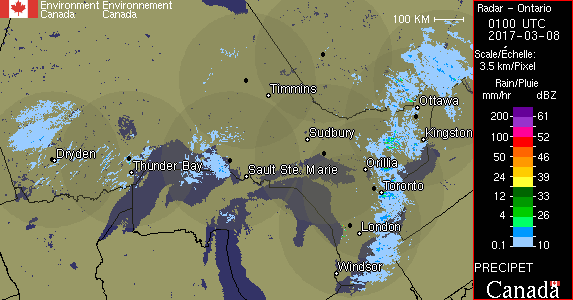 Environment Environnement
Canada Canada
100 KM
Timmins
Ottawa
Sudbury
Kingston
Dryden
Thunder Bay
Sault Ste. Marie
Orillia
Toronto
London
Windsor
Radar - Ontario
0100 UTC
2017-03-08
Scale/Échelle:
3.5 km/Pixel
Rain/Pluie
mm/hr dBZ
200 61
100 52
50 46
24 39
12 33
4 26
0.1 10
PRECIPET
Canada